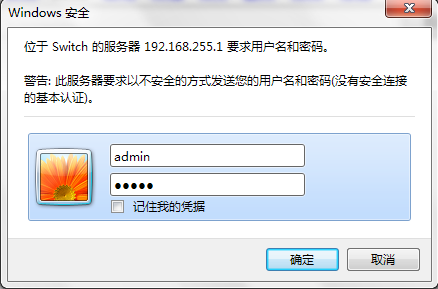 Windows 安全
位于 Switch 的服务器 192.168.255.1 要求用户名和密码。
警告: 此服务器要求以不安全的方式发送您的用户名和密码(没有安全连接
的基本认证)。
admin
●●●●●
记住我的凭据
确定
取消